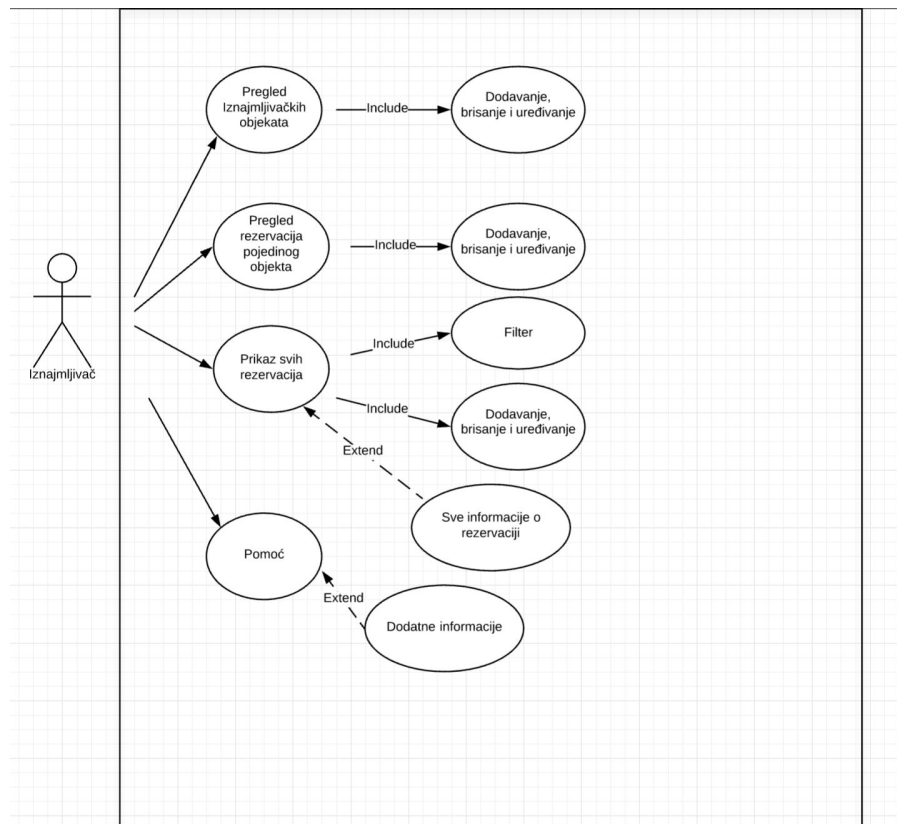 Pregled
Iznajmljivačkih
objekata
Include
Dodavanje,
brisanje i uređivanje
Pregled
rezervacija
pojedinog
objekta
Include
Dodavanje,
brisanje i uređivanje
Iznajmljivač
Prikaz svih
rezervacija
Include
Filter
Include
Dodavanje,
brisanje i uređivanje
Extend
Sve informacije o
rezervaciji
Pomoć
Extend
Dodatne informacije